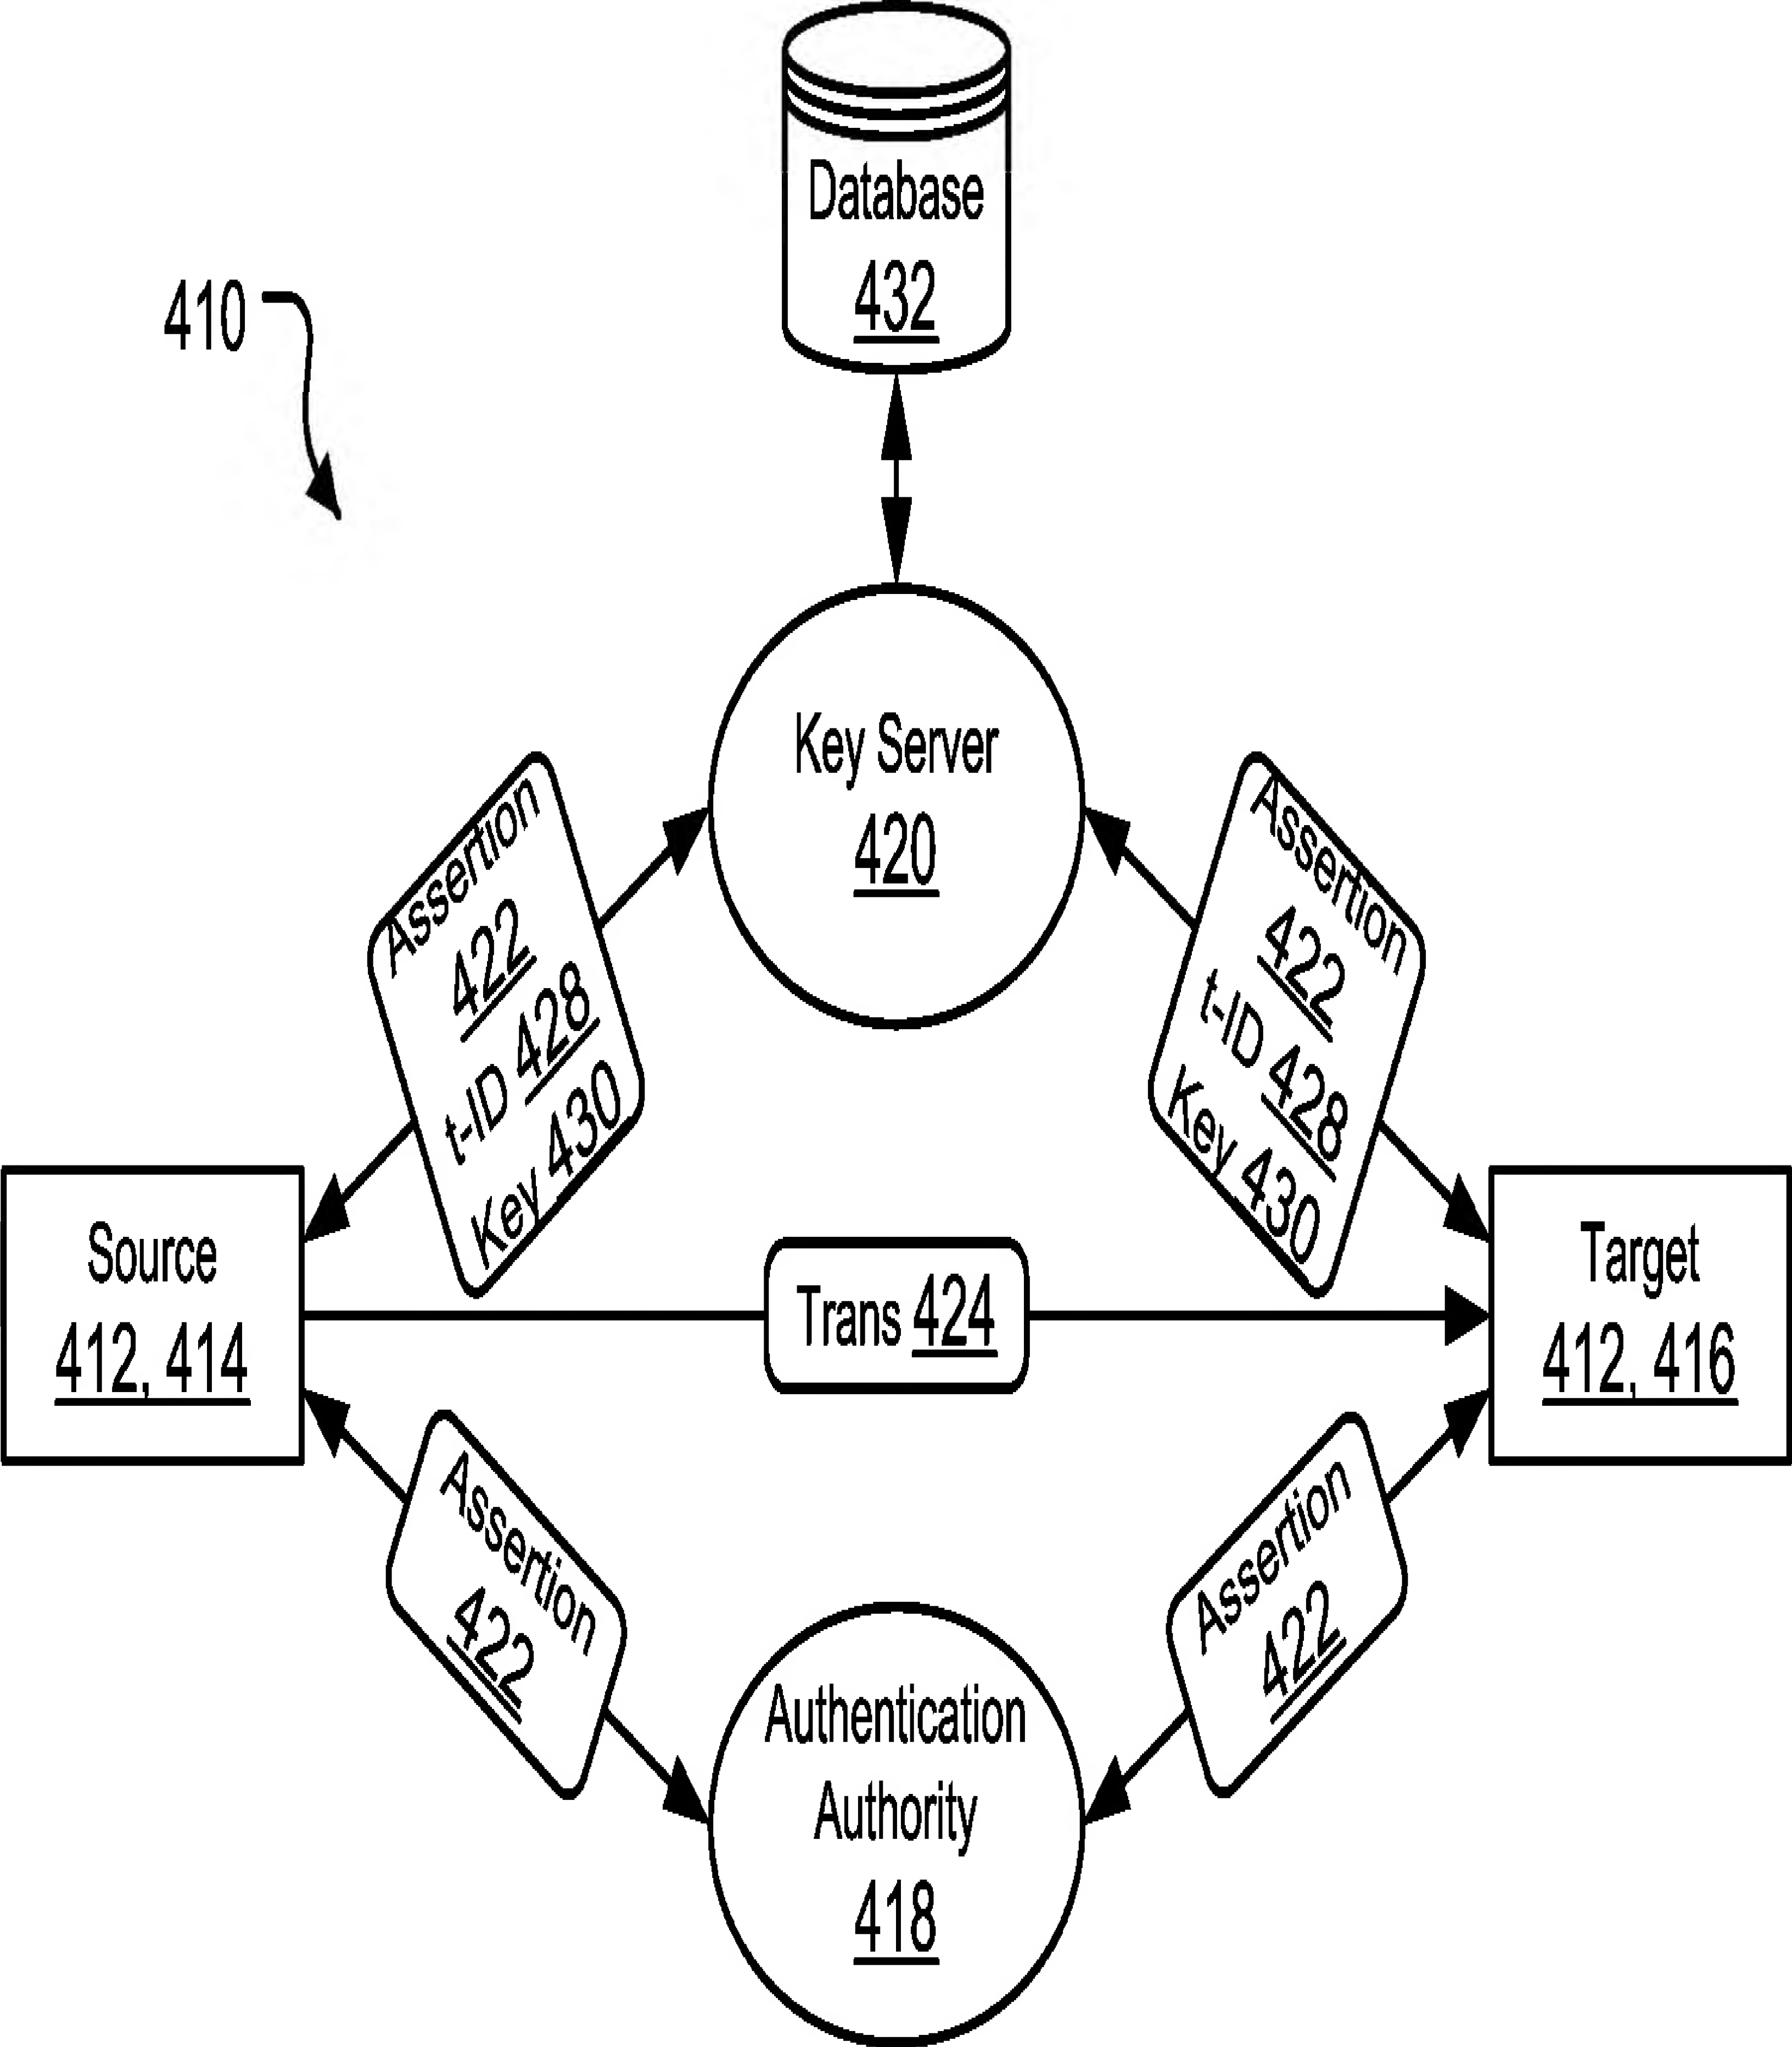 Database
432
410
Key Server
420
Assertion
422
t-ID 428
Key 430
Assertion
422
t-ID 428
Key 430
Source
412, 414
Trans 424
Target
412, 416
Assertion
422
Assertion
422
Authentication
Authority
418